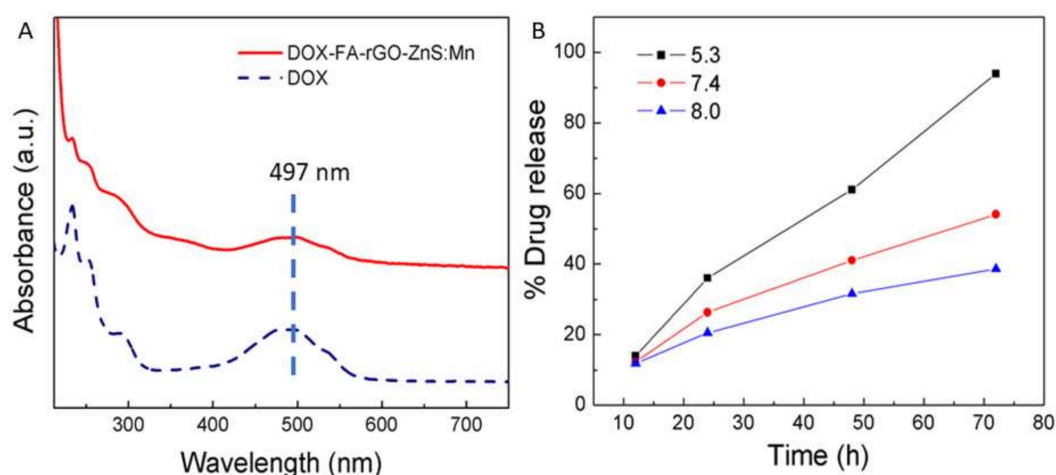 A
DOX-FA-rGO-ZnS:Mn
DOX
497 nm
Absorbance (a.u.)
300 400 500 600 700
Wavelength (nm)
B
5.3
7.4
8.0
% Drug release
100
80
60
40
20
0
0 10 20 30 40 50 60 70 80
Time (h)